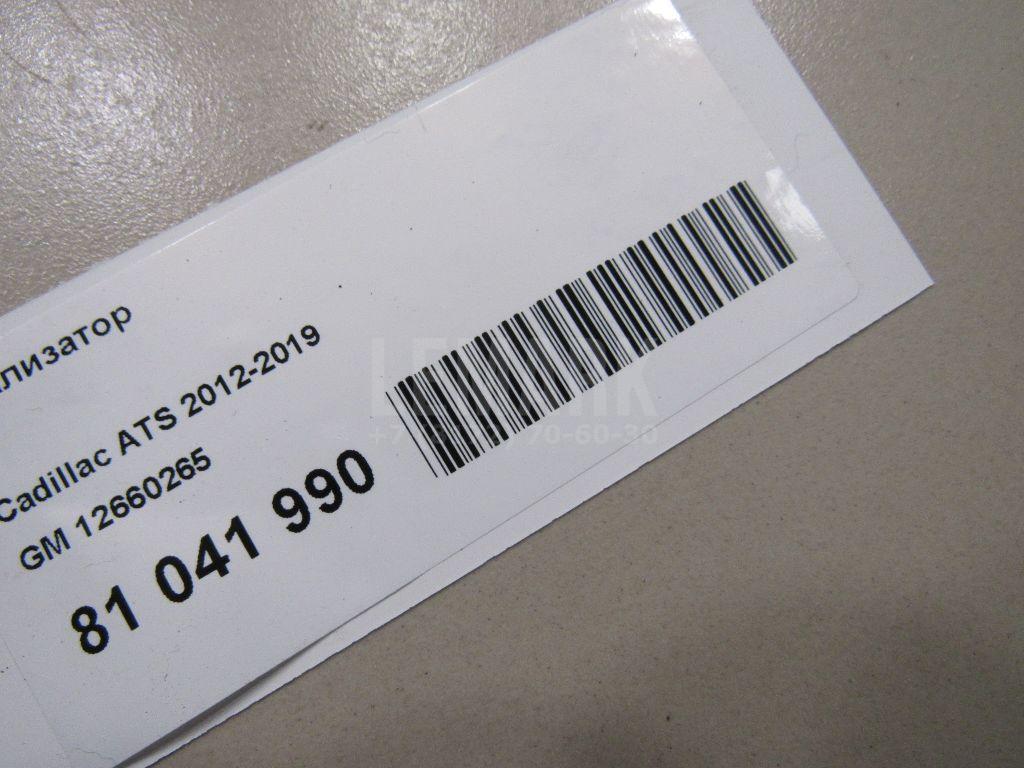 лизатор
Cadillac ATS 2012-2019
GM 12660265
81 041 990